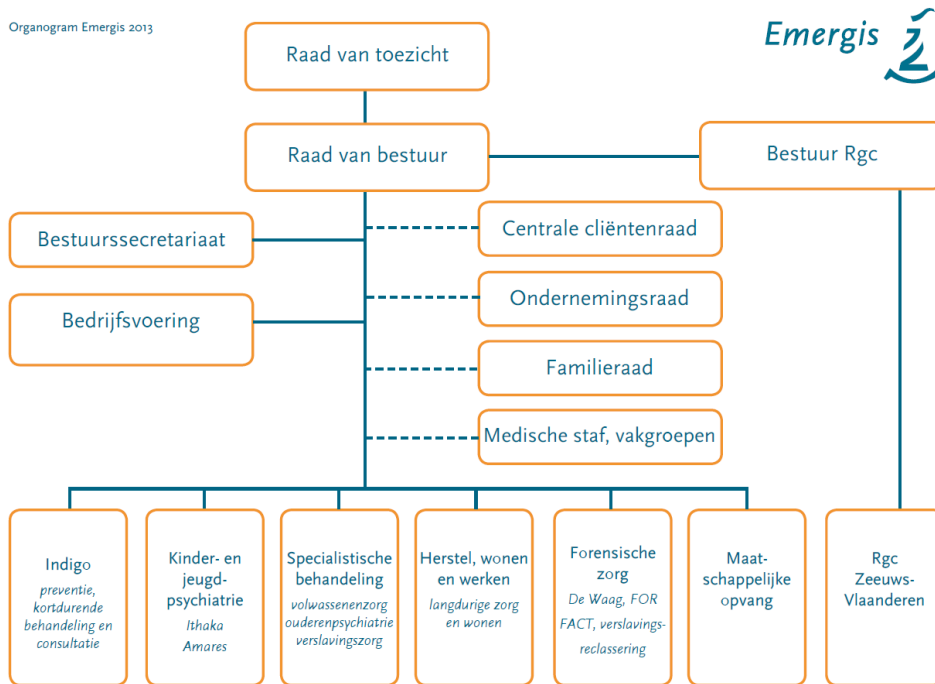 Organogram Emergis 2013
Emergis
Raad van toezicht
Raad van bestuur
Bestuur Rgc
Bestuurssecretariaat
Centrale cliëntenraad
Bedrijfsvoering
Ondernemingsraad
Familieraad
Medische staf, vakgroepen
Indigo
preventie,
kortdurende
behandeling en
consultatie
Kinder- en
jeugd-
psychiatrie
Ithaka
Amares
Specialistische
behandeling
volwassenenzorg
ouderenpsychiatrie
verslavingszorg
Herstel, wonen
en werken
langdurige zorg
en wonen
Forensische
zorg
De Waag, FOR
FACT, verslavings-
reclassering
Maat-
schappelijke
opvang
Rgc
Zeeuws-
Vlaanderen